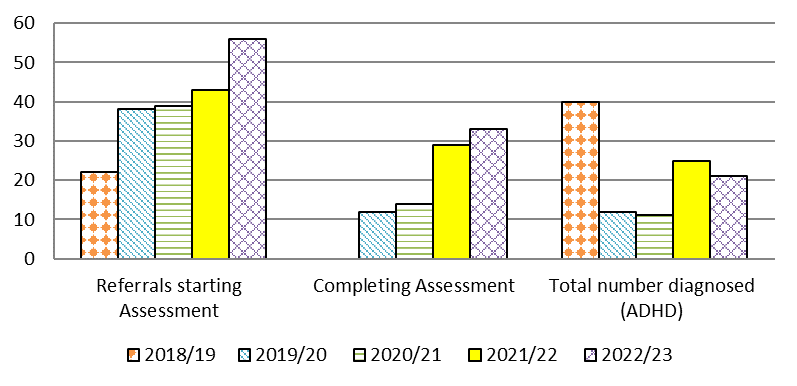 60
50
40
30
20
10
0
Referrals starting Assessment
Completing Assessment
Total number diagnosed (ADHD)
2018/19 2019/20 2020/21 2021/22 2022/23